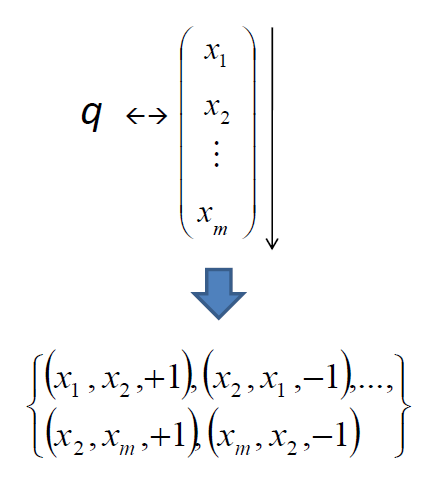 x₁
q ↔ x₂
⋮
xₘ
{(x₁ , x₂ ,+1),(x₂ , x₁ ,−1),...,
(x₂ , xₘ ,+1),(xₘ , x₂ ,−1)}